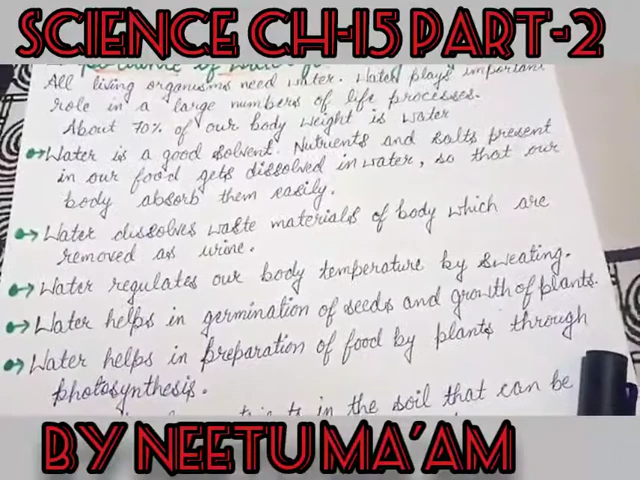 SCIENCE CH-15 PART-2
of
All living organisms need water. Water plays important
role in a large numbers of life processes.
About 70% of our body weight is water
Water is a good solvent. Nutrients and salts present
in our food gets dissolved in water, so that our
body absorb them easily.
Water dissolves waste materials of body which are
removed as urine.
Water regulates our body temperature by sweating.
Water helps in germination of seeds and growth of plants.
Water helps in preparation of food by plants through
photosynthesis.
in the soil that can be
BY NEETU MA'AM